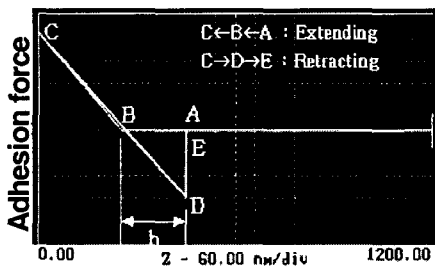 Adhesion force
C
C←B←A : Extending
C→D→E : Retracting
B
A
E
D
h
0.00
Z - 60.00 nm/div
1200.00